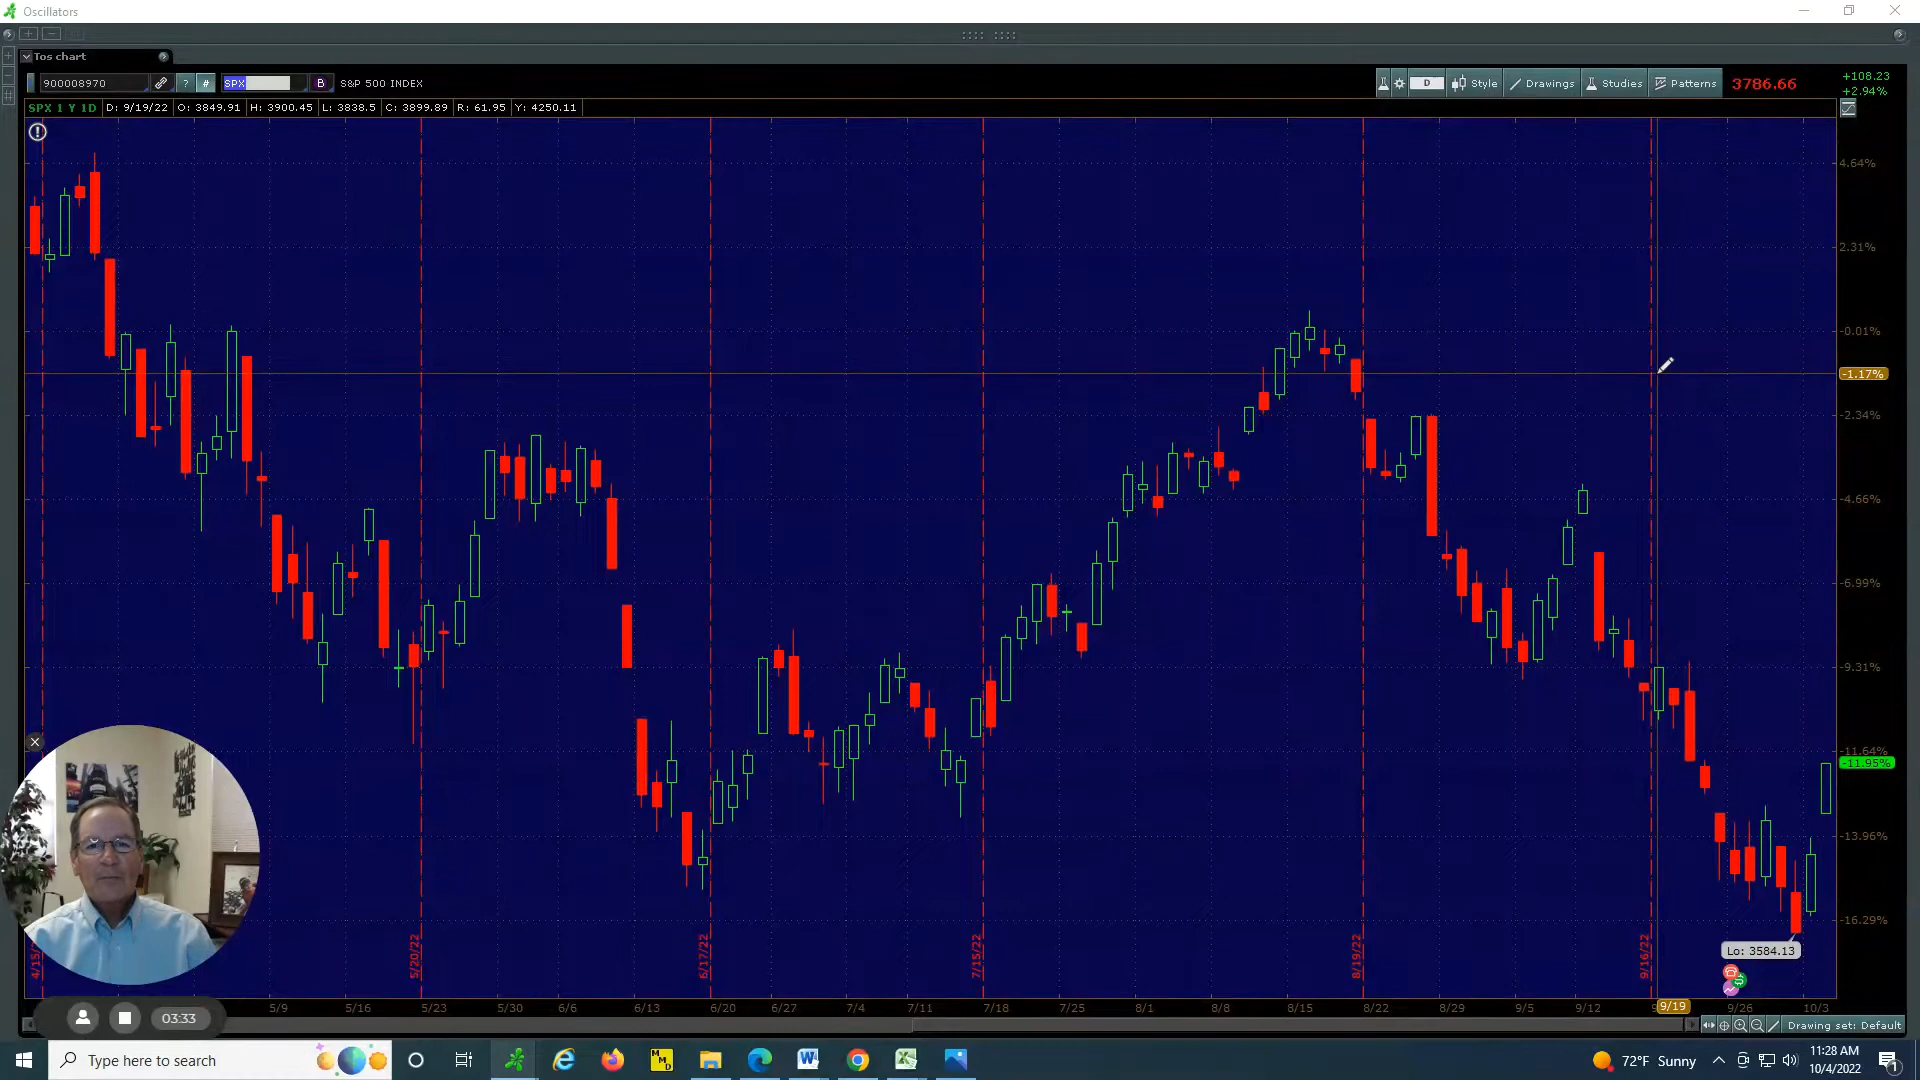 Oscillators
Tos chart
900008970
?
#
SPX
B
S&P 500 INDEX
D
Style
Drawings
Studies
Patterns
3786.66
+108.23
+2.94%
SPX 1 Y 1D
D: 9/19/22
O: 3849.91
H: 3900.45
L: 3838.5
C: 3899.89
R: 61.95
Y: 4250.11
4.64%
2.31%
-0.01%
-1.17%
-2.34%
-4.66%
-6.99%
-9.31%
-11.64%
-11.95%
-13.96%
-16.29%
Lo: 3584.13
5/20/22
6/17/22
7/15/22
8/19/22
9/16/22
5/9
5/16
5/23
5/30
6/6
6/13
6/20
6/27
7/4
7/11
7/18
7/25
8/1
8/8
8/15
8/22
8/29
9/5
9/12
9/19
9/26
10/3
03:33
Drawing set: Default
Type here to search
72°F Sunny
11:28 AM
10/4/2022
1